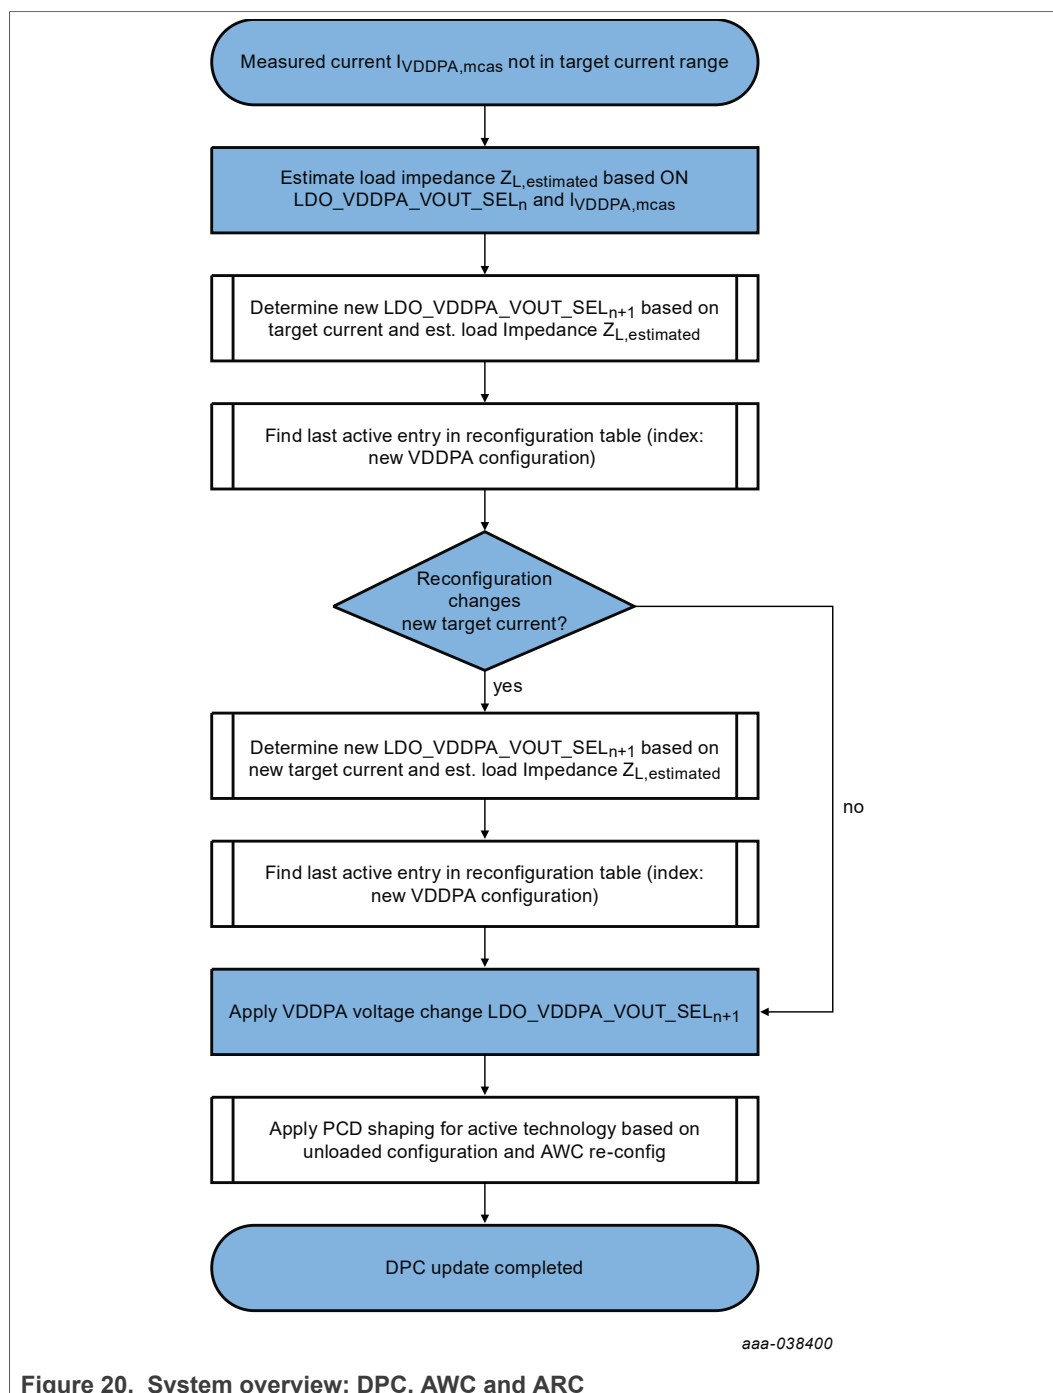 Measured current IVDDPA,mcas not in target current range
Estimate load impedance ZL,estimated based ON
LDO_VDDPA_VOUT_SELn and IVDDPA,mcas
Determine new LDO_VDDPA_VOUT_SELn+1 based on
target current and est. load Impedance ZL,estimated
Find last active entry in reconfiguration table (index:
new VDDPA configuration)
Reconfiguration
changes
new target current?
yes
Determine new LDO_VDDPA_VOUT_SELn+1 based on
new target current and est. load Impedance ZL,estimated
no
Find last active entry in reconfiguration table (index:
new VDDPA configuration)
Apply VDDPA voltage change LDO_VDDPA_VOUT_SELn+1
Apply PCD shaping for active technology based on
unloaded configuration and AWC re-config
DPC update completed
aaa-038400
Figure 20. System overview: DPC, AWC and ARC